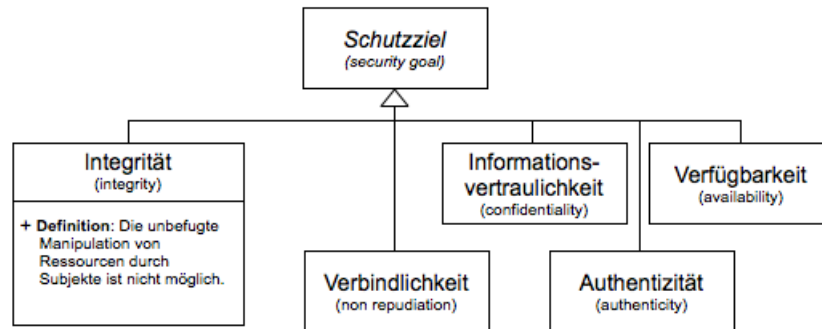 Schutzziel
(security goal)
Integrität
(integrity)
+ Definition: Die unbefugte
Manipulation von
Ressourcen durch
Subjekte ist nicht möglich.
Informations-
vertraulichkeit
(confidentiality)
Verfügbarkeit
(availability)
Verbindlichkeit
(non repudiation)
Authentizität
(authenticity)